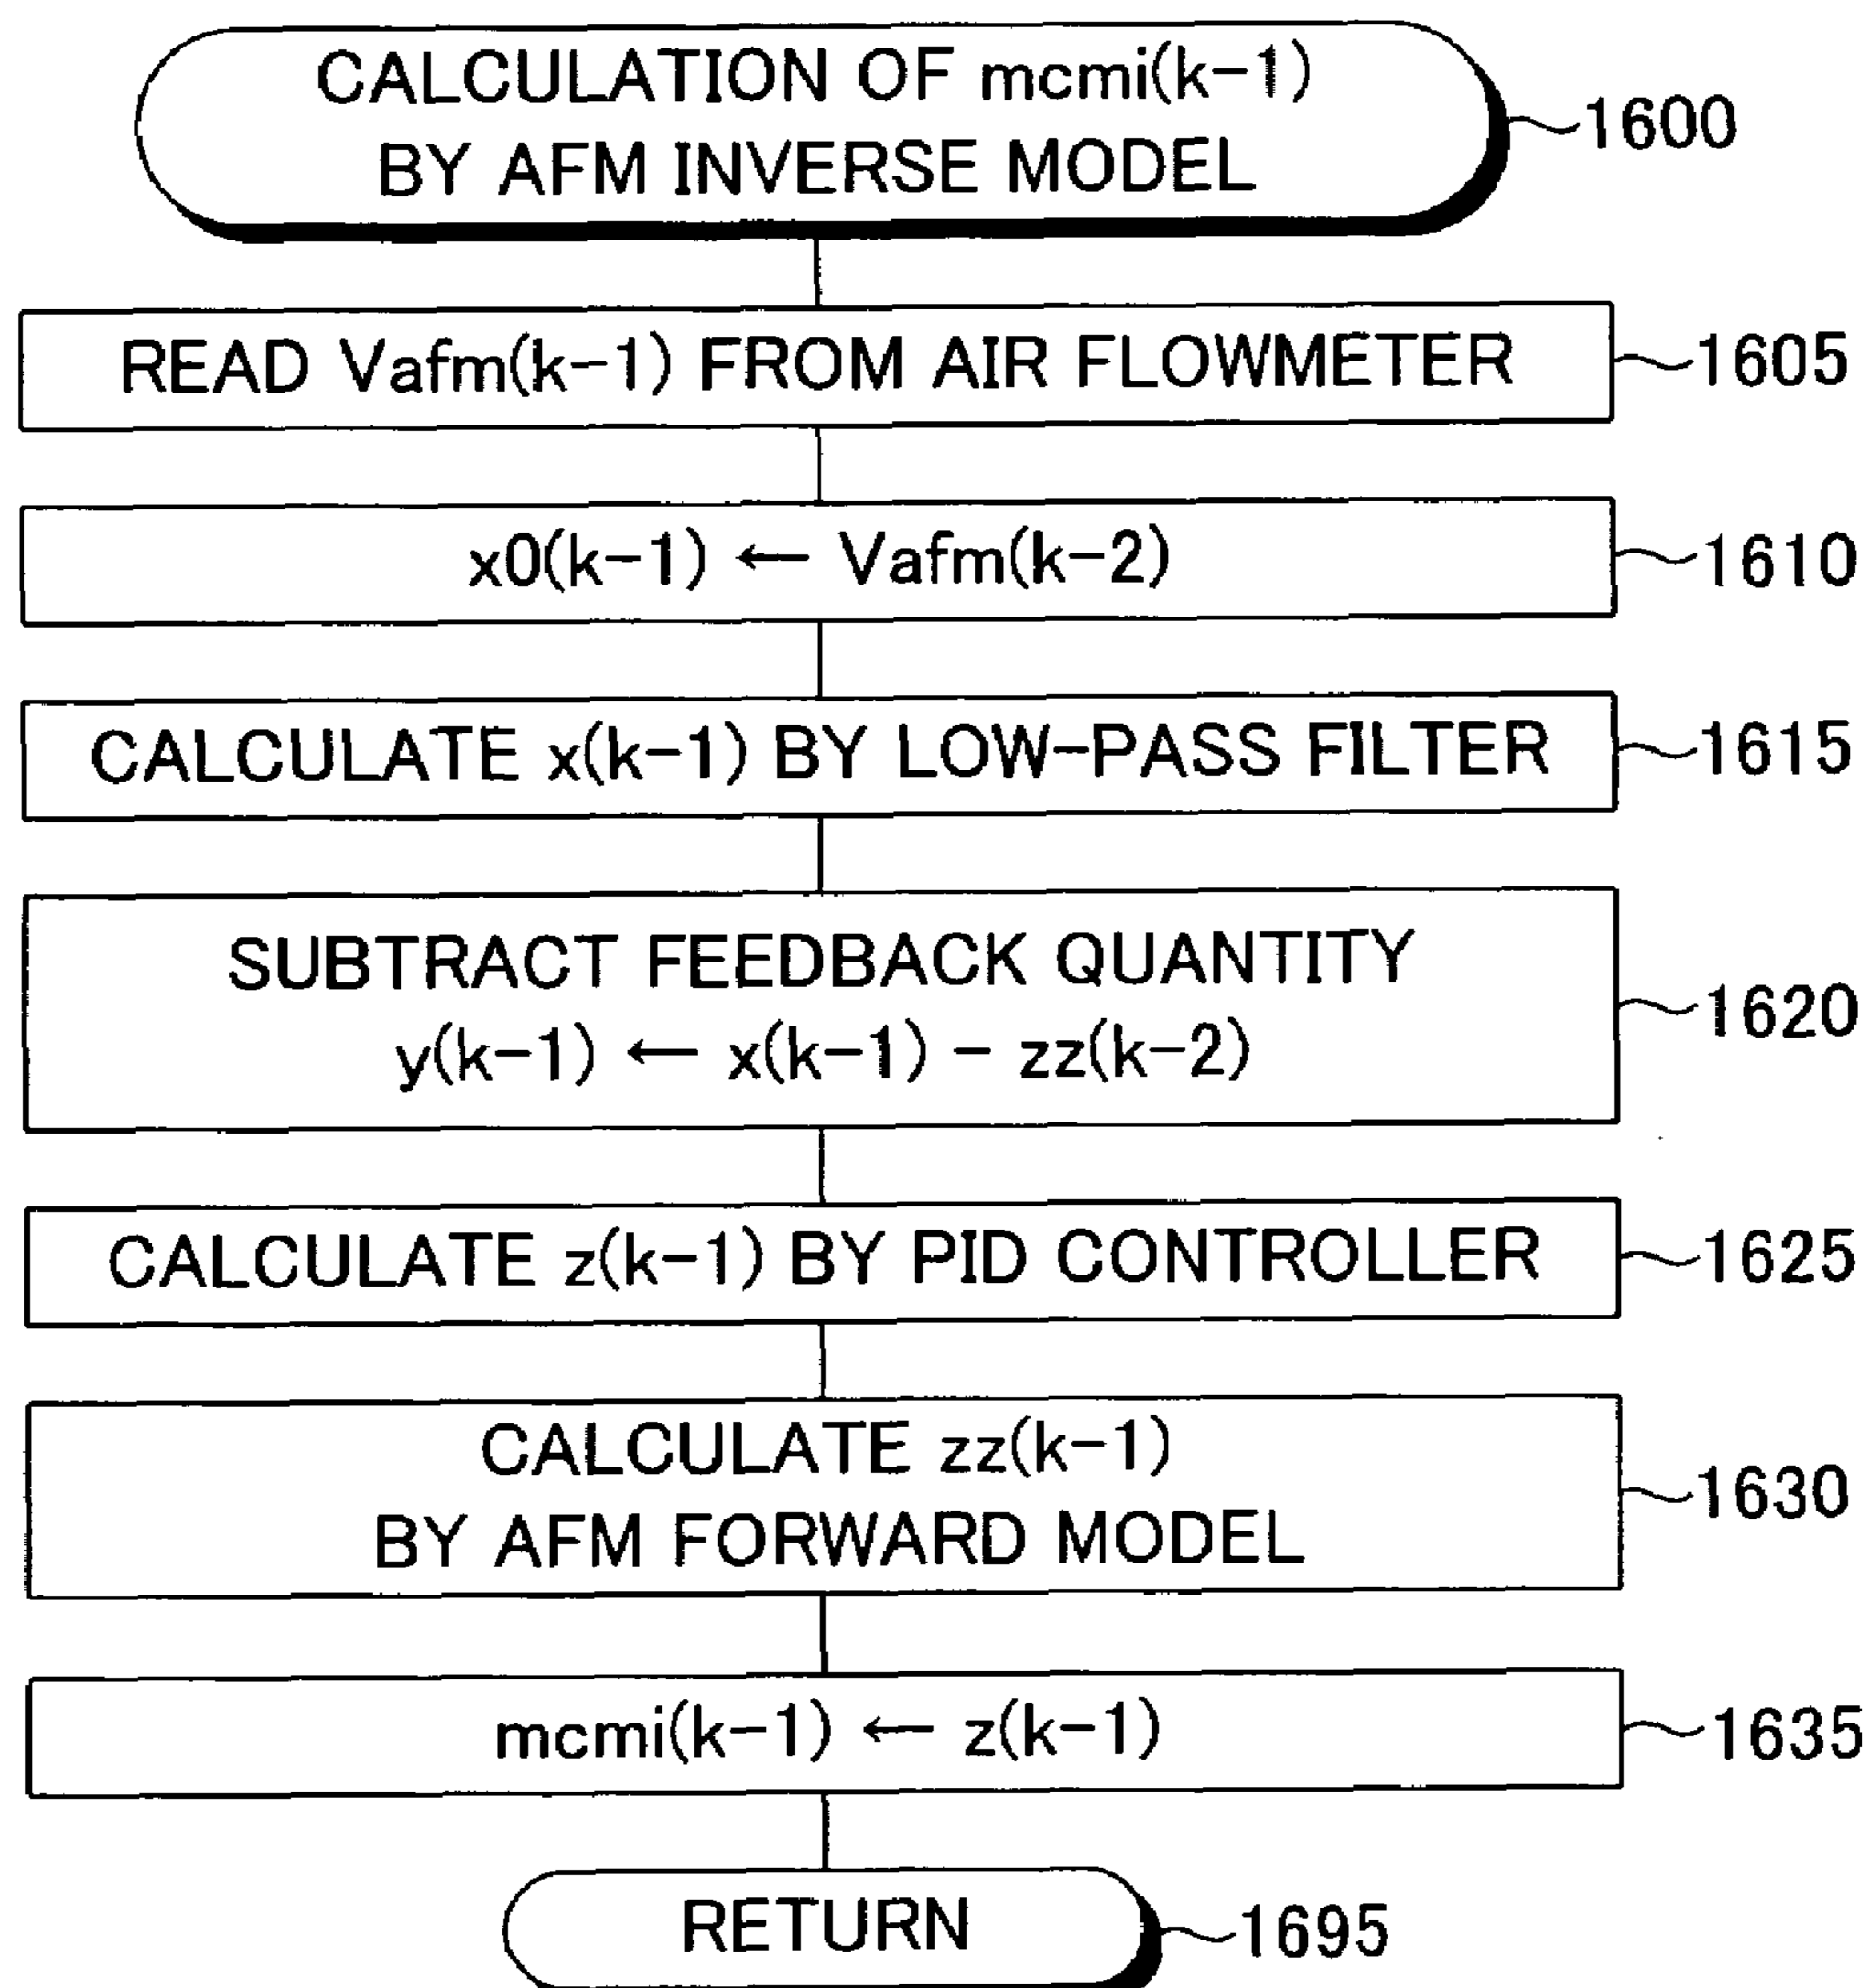 CALCULATION OF mcmi(k-1)
BY AFM INVERSE MODEL
1600
READ Vafm(k-1) FROM AIR FLOWMETER
1605
x0(k-1) ← Vafm(k-2)
1610
CALCULATE x(k-1) BY LOW-PASS FILTER
1615
SUBTRACT FEEDBACK QUANTITY
y(k-1) ← x(k-1) - zz(k-2)
1620
CALCULATE z(k-1) BY PID CONTROLLER
1625
CALCULATE zz(k-1)
BY AFM FORWARD MODEL
1630
mcmi(k-1) ← z(k-1)
1635
RETURN
1695